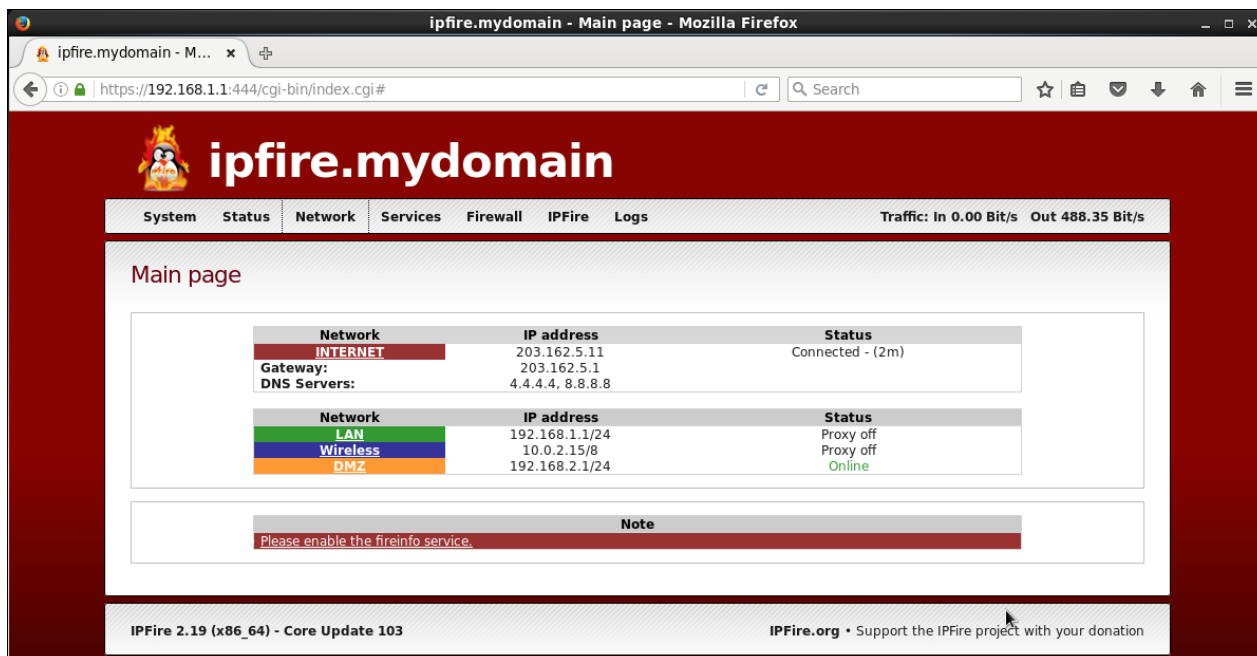 ipfire.mydomain - Main page - Mozilla Firefox
ipfire.mydomain - M...
https://192.168.1.1:444/cgi-bin/index.cgi#
Search
ipfire.mydomain
System Status Network Services Firewall IPFire Logs Traffic: In 0.00 Bit/s Out 488.35 Bit/s
Main page
Network IP address Status
INTERNET 203.162.5.11 Connected - (2m)
Gateway: 203.162.5.1
DNS Servers: 4.4.4.4, 8.8.8.8
Network IP address Status
LAN 192.168.1.1/24 Proxy off
Wireless 10.0.2.15/8 Proxy off
DMZ 192.168.2.1/24 Online
Note
Please enable the fireinfo service.
IPFire 2.19 (x86_64) - Core Update 103 IPFire.org • Support the IPFire project with your donation